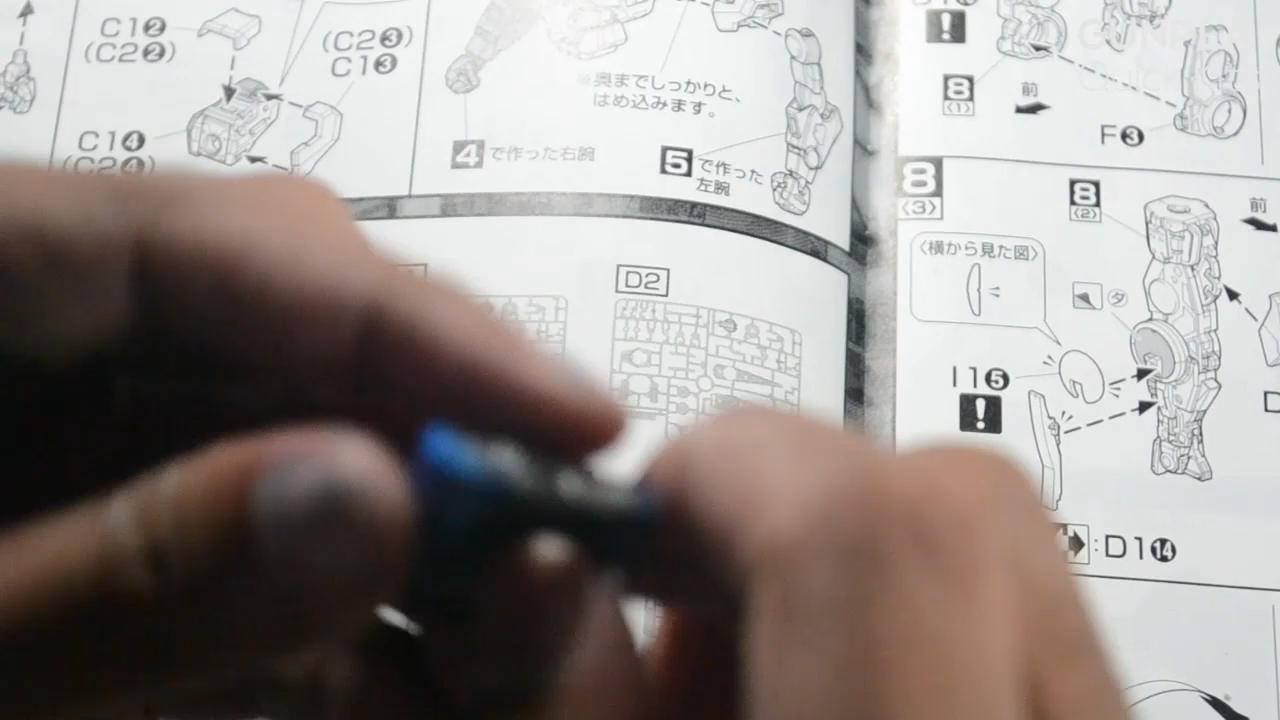 C1❷
(C2❷)
(C2❸)
C1❸
C1❹
(C2❹)
※奥までしっかりと、
はめ込みます。
4 で作った右腕
5 で作った
左腕
D2
!
8
⟨1⟩
前
F❸
8
⟨3⟩
8
⟨2⟩
前
〈横から見た図〉
タ
I1❺
!
:D1⓮